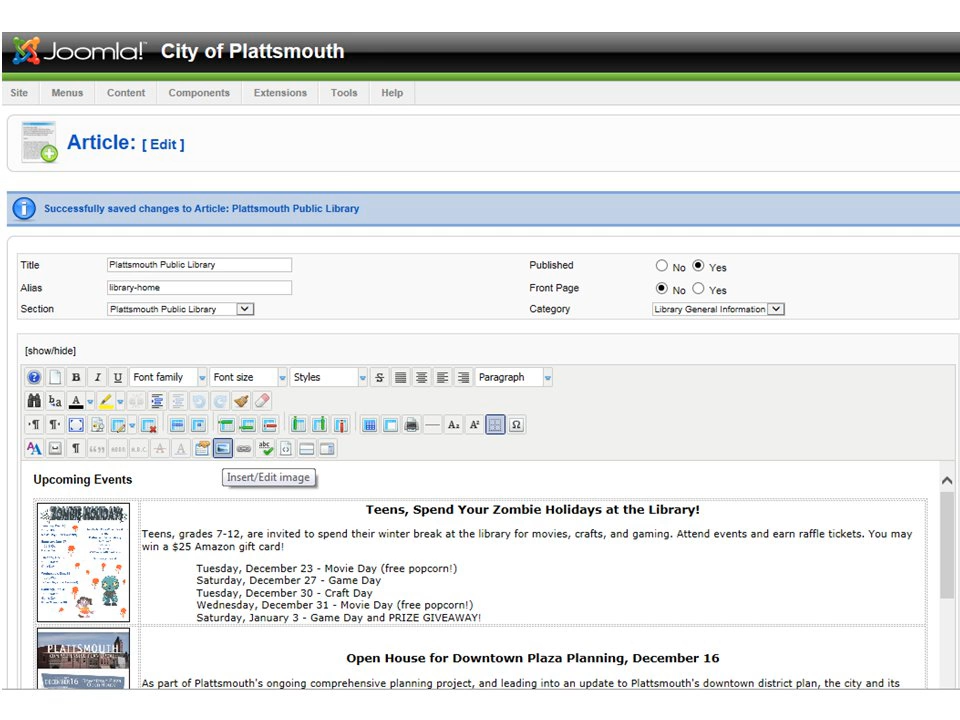 Joomla! City of Plattsmouth
Site Menus Content Components Extensions Tools Help
Article: [ Edit ]
Successfully saved changes to Article: Plattsmouth Public Library
Title Plattsmouth Public Library Published No Yes
Alias library-home Front Page No Yes
Section Plattsmouth Public Library Category Library General Information
[show/hide]
B I U Font family Font size Styles Paragraph
Insert/Edit image
Upcoming Events
ZOMBIE HOLIDAYS
Teens, Spend Your Zombie Holidays at the Library!
Teens, grades 7-12, are invited to spend their winter break at the library for movies, crafts, and gaming. Attend events and earn raffle tickets. You may
win a $25 Amazon gift card!
Tuesday, December 23 - Movie Day (free popcorn!)
Saturday, December 27 - Game Day
Tuesday, December 30 - Craft Day
Wednesday, December 31 - Movie Day (free popcorn!)
Saturday, January 3 - Game Day and PRIZE GIVEAWAY!
PLATTSMOUTH
DECEMBER 16
Open House for Downtown Plaza Planning, December 16
As part of Plattsmouth's ongoing comprehensive planning project, and leading into an update to Plattsmouth's downtown district plan, the city and its